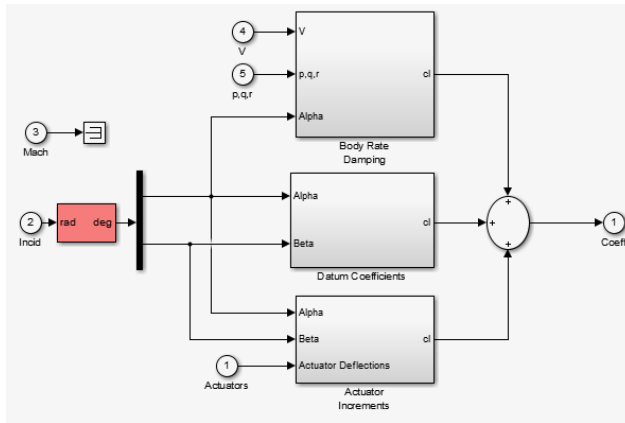 4
V
5
p,q,r
V
p,q,r
Alpha
cl
Body Rate
Damping
3
Mach
2
Incid
rad deg
Alpha
Beta
cl
Datum Coefficients
Alpha
Beta
Actuator Deflections
cl
Actuator
Increments
1
Actuators
+
+
+
1
Coeff